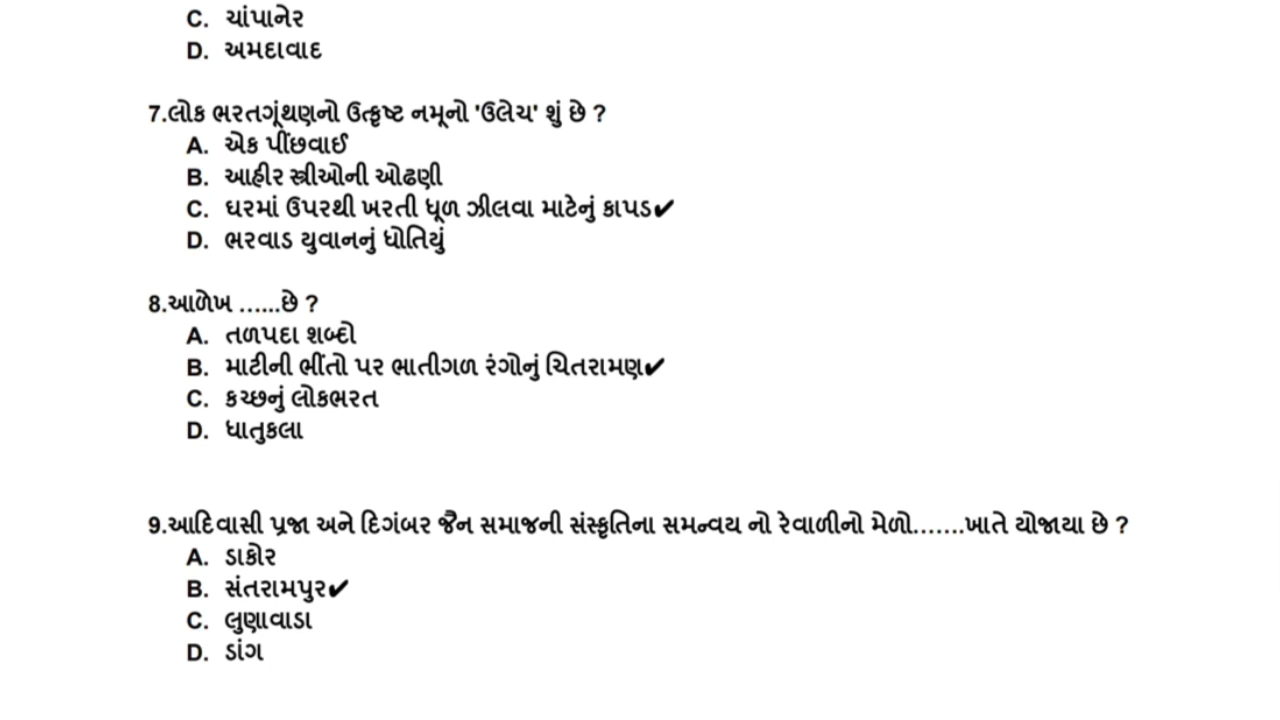 C. ચાંપાનેર
D. અમદાવાદ
7.લોક ભરતગૂંથણનો ઉત્કૃષ્ટ નમૂનો 'ઉલેચ' શું છે ?
A. એક પીંછવાઈ
B. આહીર સ્ત્રીઓની ઓઢણી
C. ઘરમાં ઉપરથી ખરતી ધૂળ ઝીલવા માટેનું કાપડ✔
D. ભરવાડ યુવાનનું ધોતિયું
8.આળેખ ......છે ?
A. તળપદા શબ્દો
B. માટીની ભીંતો પર ભાતીગળ રંગોનું ચિતરામણ✔
C. કચ્છનું લોકભરત
D. ધાતુકલા
9.આદિવાસી પ્રજા અને દિગંબર જૈન સમાજની સંસ્કૃતિના સમન્વય નો રેવાળીનો મેળો.......ખાતે યોજાયા છે ?
A. ડાકોર
B. સંતરામપુર✔
C. લુણાવાડા
D. ડાંગ